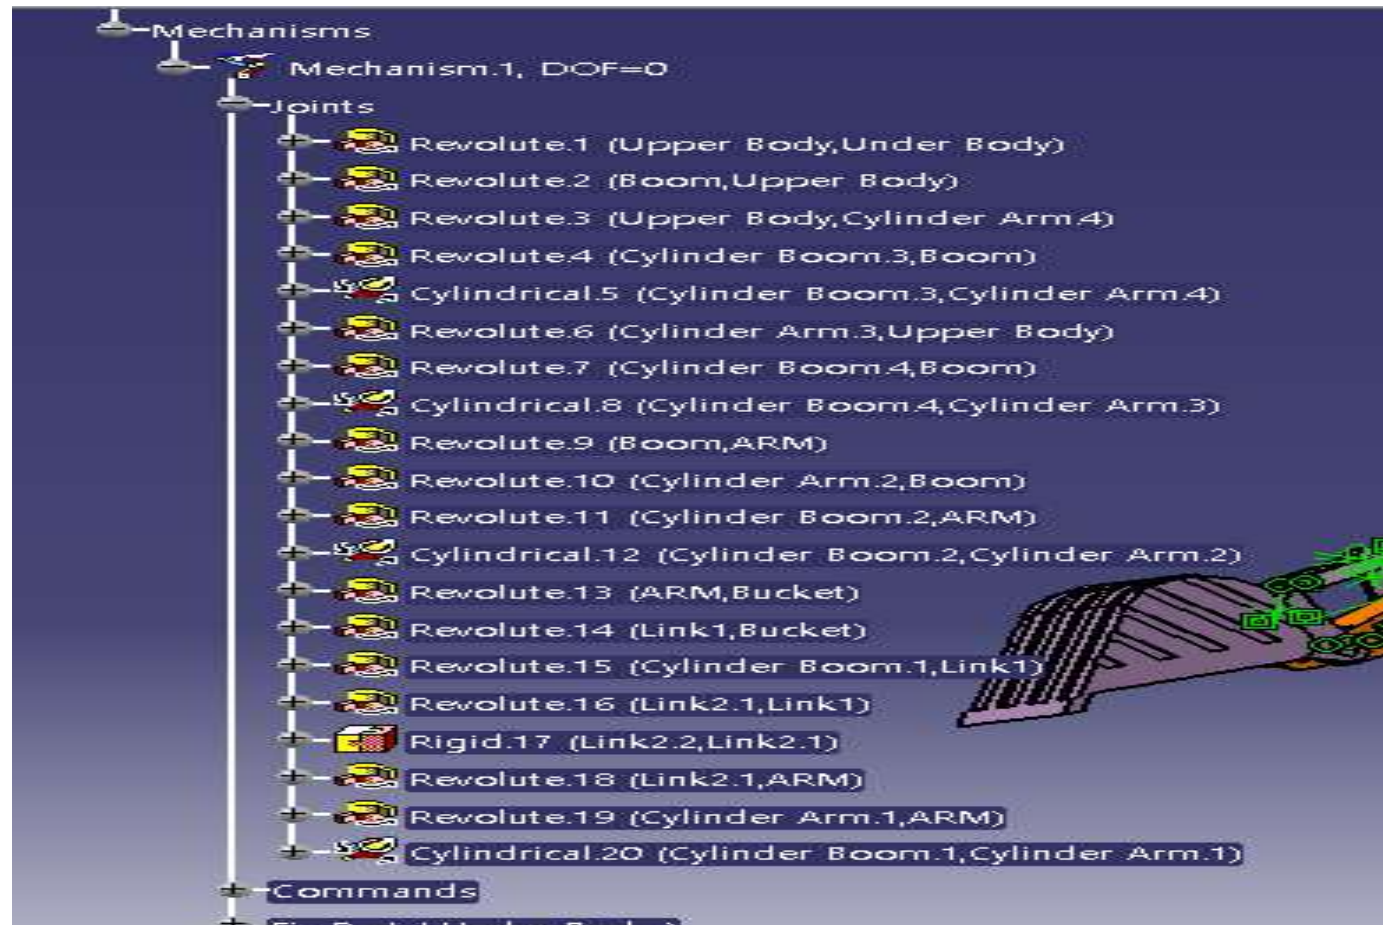 Mechanisms
Mechanism.1, DOF=0
Joints
Revolute.1 (Upper Body,Under Body)
Revolute.2 (Boom,Upper Body)
Revolute.3 (Upper Body,Cylinder Arm.4)
Revolute.4 (Cylinder Boom.3,Boom)
Cylindrical.5 (Cylinder Boom.3,Cylinder Arm.4)
Revolute.6 (Cylinder Arm.3,Upper Body)
Revolute.7 (Cylinder Boom.4,Boom)
Cylindrical.8 (Cylinder Boom.4,Cylinder Arm.3)
Revolute.9 (Boom,ARM)
Revolute.10 (Cylinder Arm.2,Boom)
Revolute.11 (Cylinder Boom.2,ARM)
Cylindrical.12 (Cylinder Boom.2,Cylinder Arm.2)
Revolute.13 (ARM,Bucket)
Revolute.14 (Link1,Bucket)
Revolute.15 (Cylinder Boom.1,Link1)
Revolute.16 (Link2.1,Link1)
Rigid.17 (Link2.2,Link2.1)
Revolute.18 (Link2.1,ARM)
Revolute.19 (Cylinder Arm.1,ARM)
Cylindrical.20 (Cylinder Boom.1,Cylinder Arm.1)
Commands